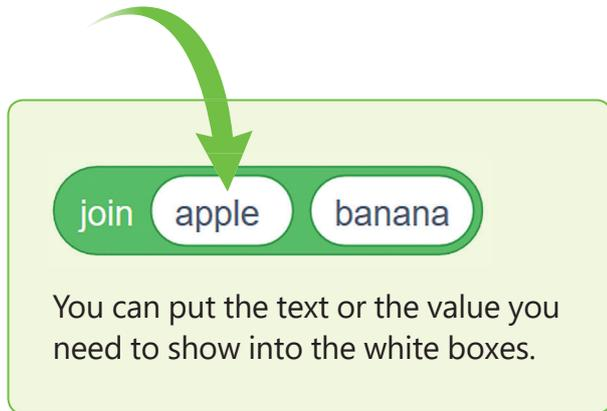 join apple banana
You can put the text or the value you
need to show into the white boxes.